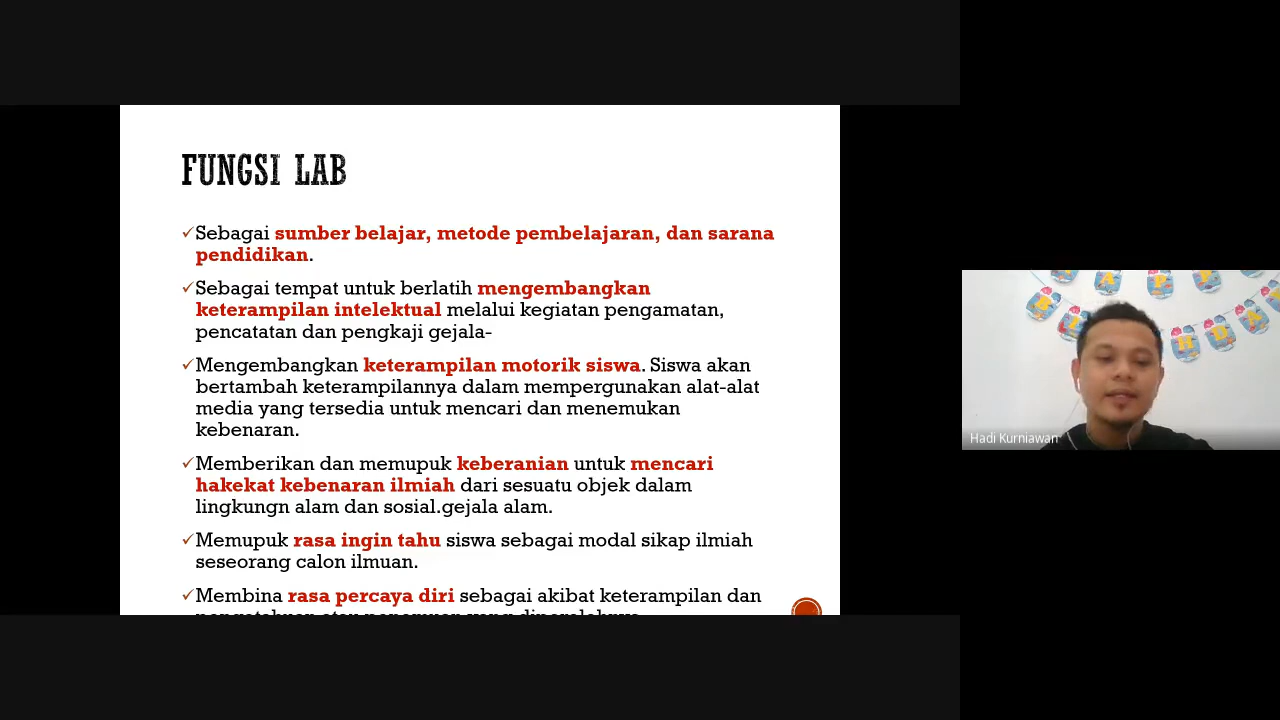 FUNGSI LAB
✓Sebagai sumber belajar, metode pembelajaran, dan sarana
pendidikan.
✓Sebagai tempat untuk berlatih mengembangkan
keterampilan intelektual melalui kegiatan pengamatan,
pencatatan dan pengkaji gejala-
✓Mengembangkan keterampilan motorik siswa. Siswa akan
bertambah keterampilannya dalam mempergunakan alat-alat
media yang tersedia untuk mencari dan menemukan
kebenaran.
✓Memberikan dan memupuk keberanian untuk mencari
hakekat kebenaran ilmiah dari sesuatu objek dalam
lingkungn alam dan sosial.gejala alam.
✓Memupuk rasa ingin tahu siswa sebagai modal sikap ilmiah
seseorang calon ilmuan.
✓Membina rasa percaya diri sebagai akibat keterampilan dan
Hadi Kurniawan